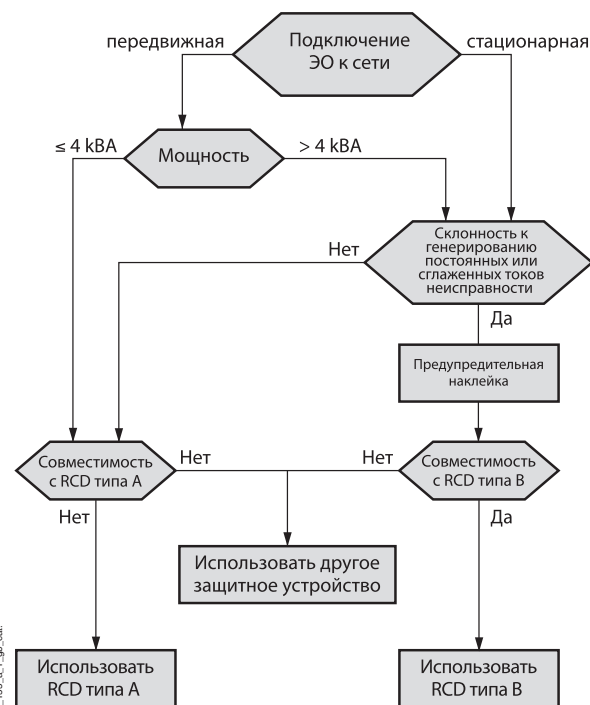 передвижная
Подключение
ЭО к сети
стационарная
≤ 4 kBA
Мощность
> 4 kBA
Склонность к
генерированию
постоянных или
сглаженных токов
неисправности
Нет
Да
Предупредительная
наклейка
Совместимость
с RCD типа A
Нет
Нет
Совместимость
с RCD типа B
Нет
Да
Использовать другое
защитное устройство
Использовать
RCD типа A
Использовать
RCD типа B